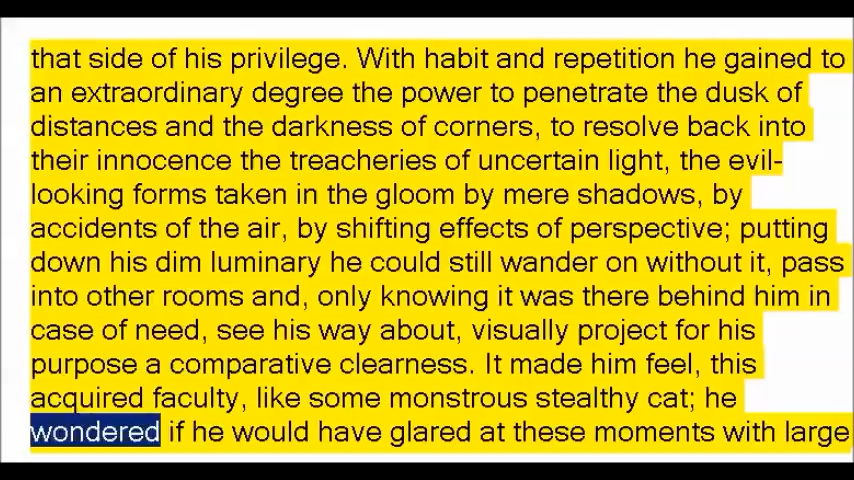 that side of his privilege. With habit and repetition he gained to
an extraordinary degree the power to penetrate the dusk of
distances and the darkness of corners, to resolve back into
their innocence the treacheries of uncertain light, the evil-
looking forms taken in the gloom by mere shadows, by
accidents of the air, by shifting effects of perspective; putting
down his dim luminary he could still wander on without it, pass
into other rooms and, only knowing it was there behind him in
case of need, see his way about, visually project for his
purpose a comparative clearness. It made him feel, this
acquired faculty, like some monstrous stealthy cat; he
wondered if he would have glared at these moments with large